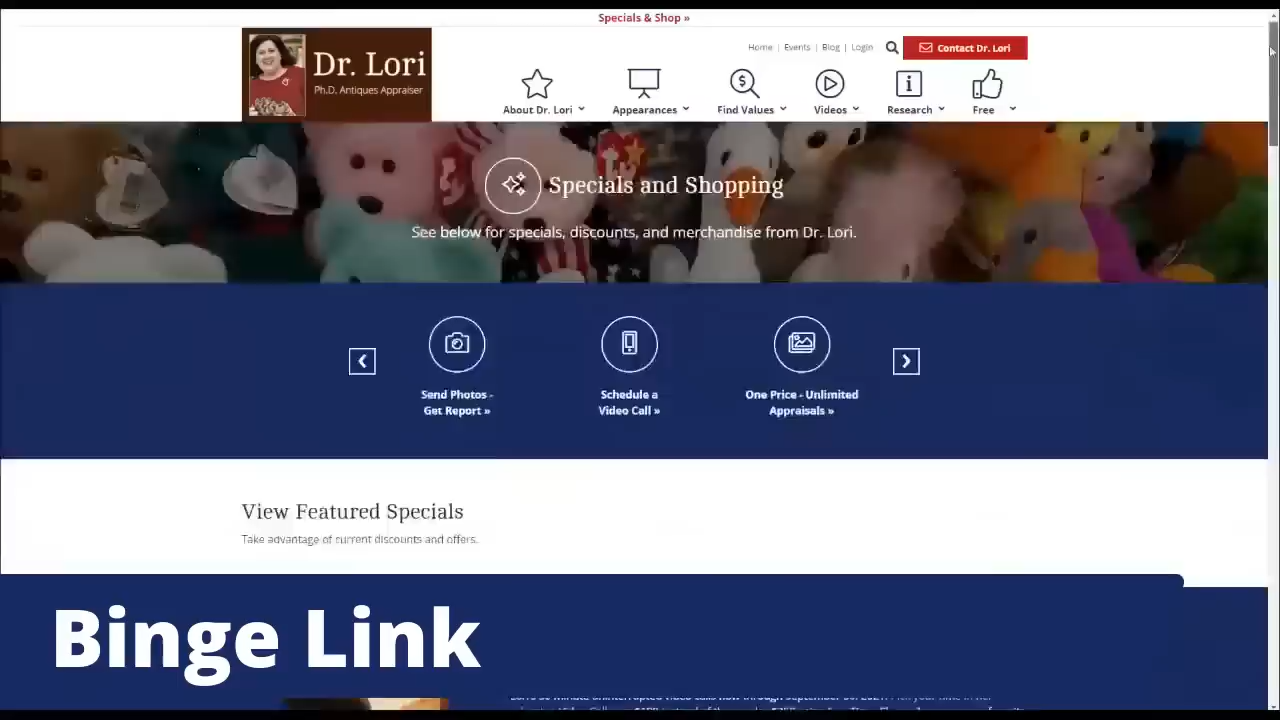 Specials & Shop »
Dr. Lori
Ph.D. Antiques Appraiser
Home | Events | Blog | Login
Contact Dr. Lori
About Dr. Lori
Appearances
Find Values
Videos
Research
Free
Specials and Shopping
See below for specials, discounts, and merchandise from Dr. Lori.
Send Photos -
Get Report »
Schedule a
Video Call »
One Price - Unlimited
Appraisals »
View Featured Specials
Take advantage of current discounts and offers.
Binge Link